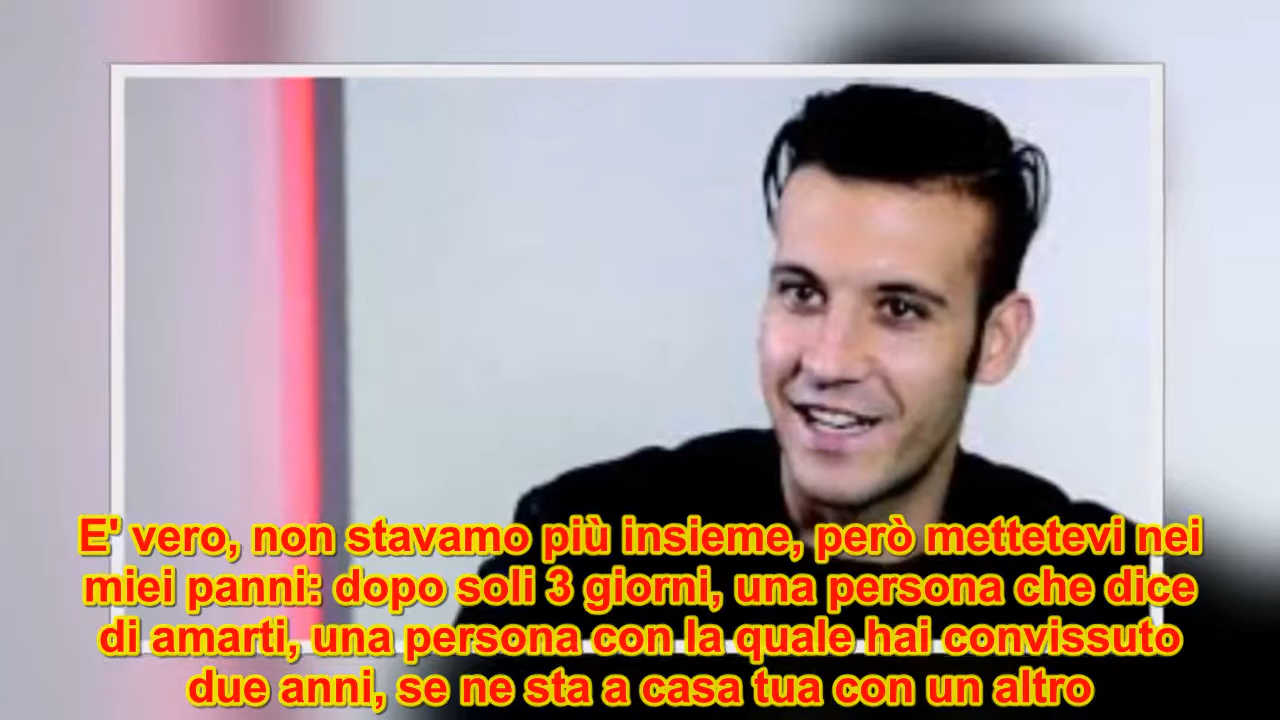 E' vero, non stavamo più insieme, però mettetevi nei
miei panni: dopo soli 3 giorni, una persona che dice
di amarti, una persona con la quale hai convissuto
due anni, se ne sta a casa tua con un altro